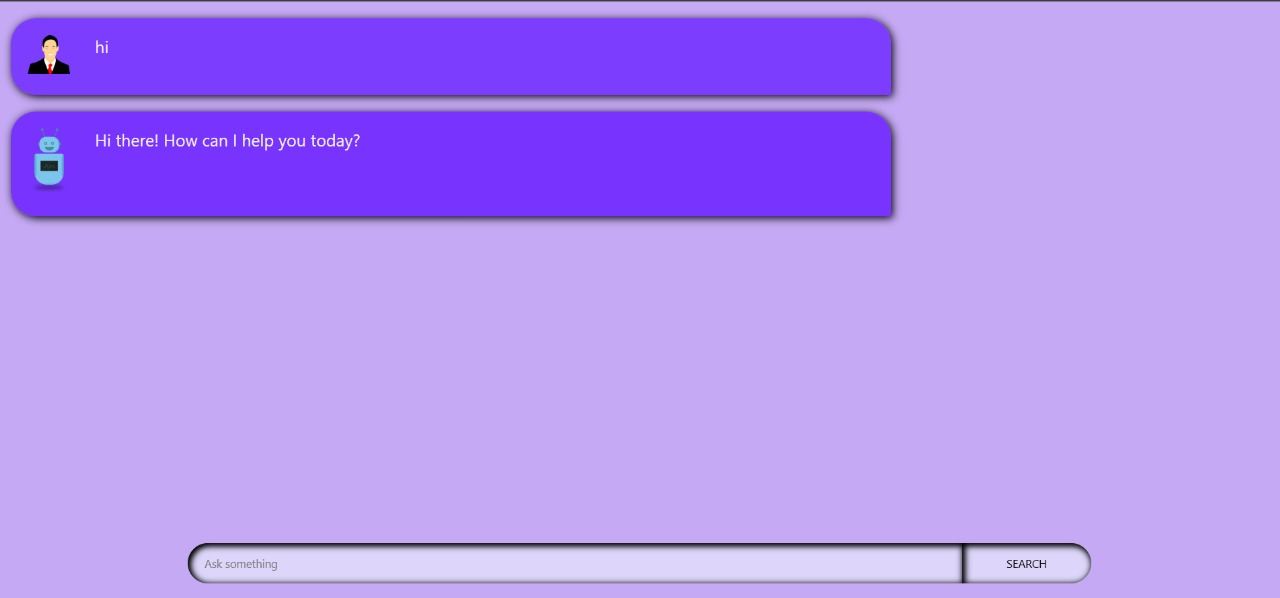 hi
Hi there! How can I help you today?
Ask something
SEARCH